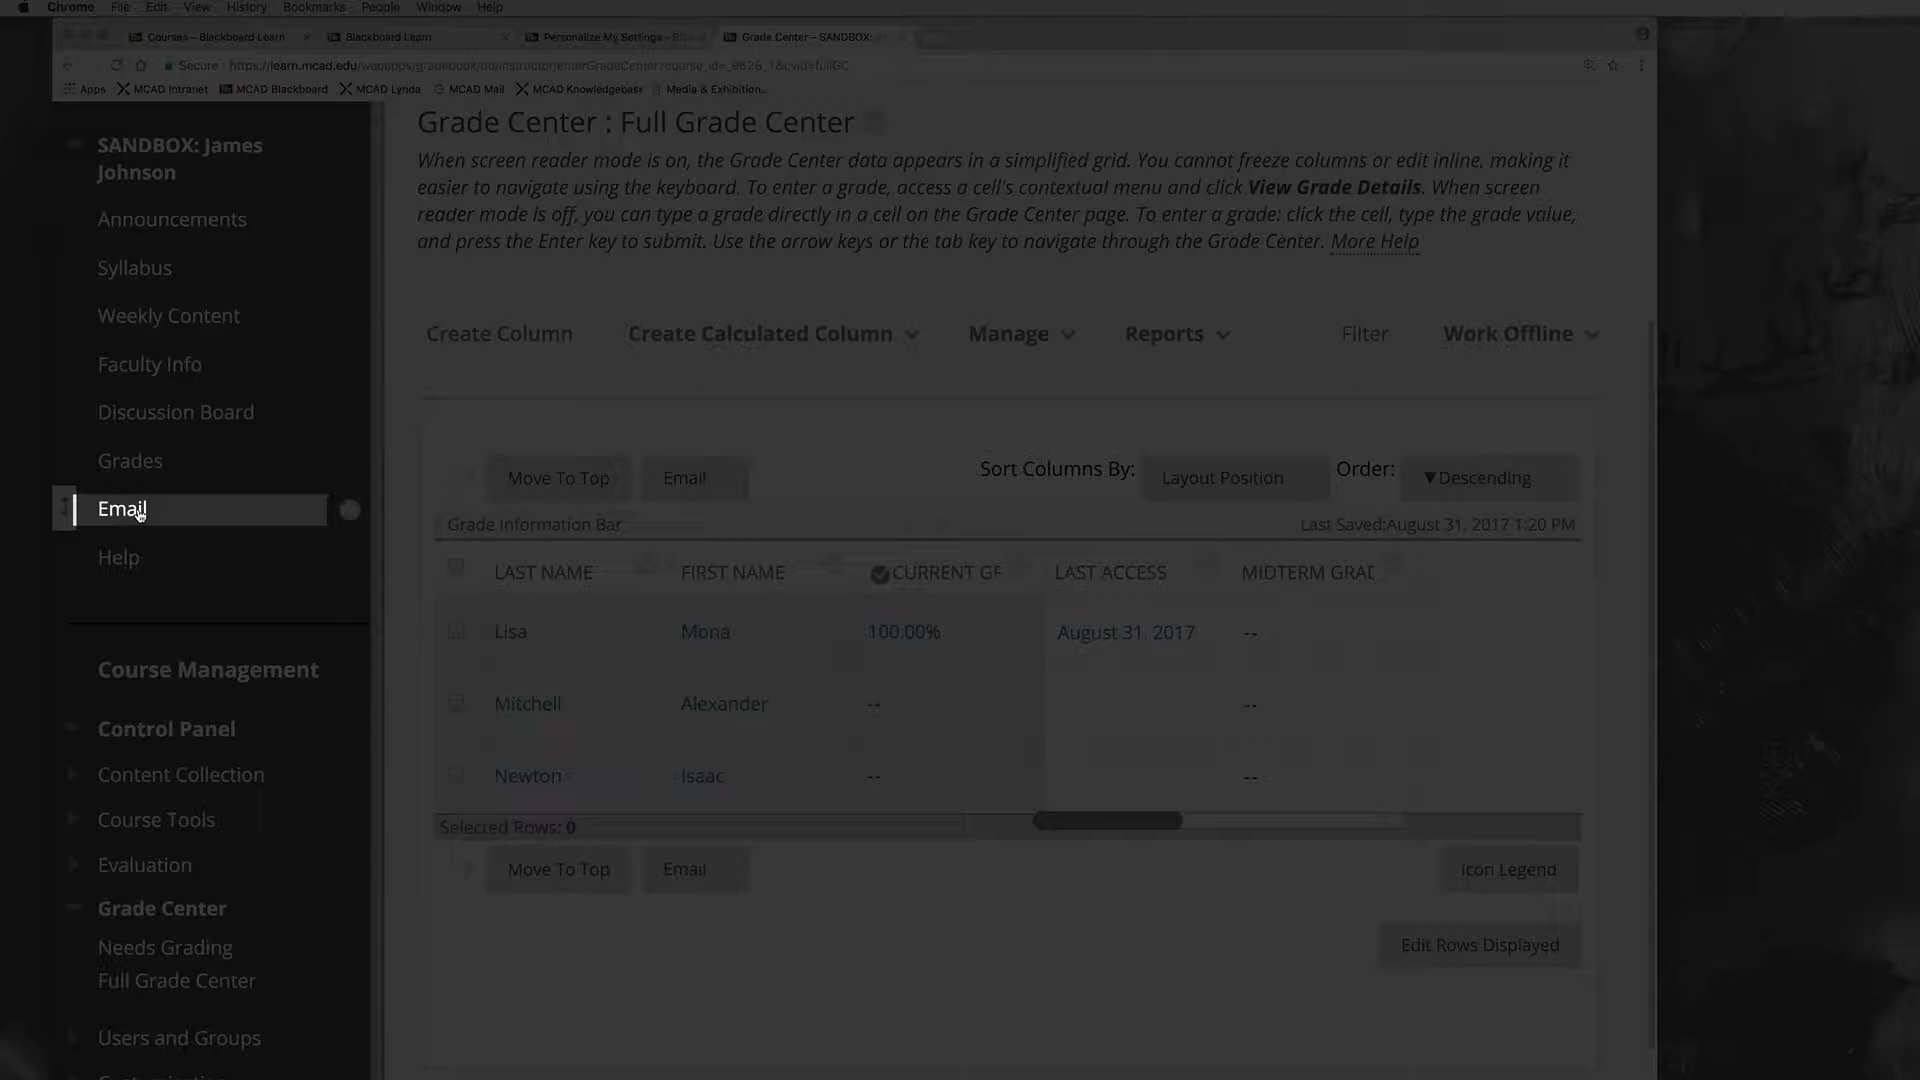 Chrome File Edit View History Bookmarks People Window Help
Courses – Blackboard Learn
Blackboard Learn
Personalize My Settings –
Grade Center – SANDBOX:
Secure
Apps MCAD Intranet MCAD Blackboard MCAD Lynda MCAD Mail MCAD Knowledgebase Media & Exhibition...
SANDBOX: James
Johnson
Announcements
Syllabus
Weekly Content
Faculty Info
Discussion Board
Grades
Email
Help
Course Management
Control Panel
Content Collection
Course Tools
Evaluation
Grade Center
Needs Grading
Full Grade Center
Users and Groups
Grade Center : Full Grade Center
When screen reader mode is on, the Grade Center data appears in a simplified grid. You cannot freeze columns or edit inline, making it
easier to navigate using the keyboard. To enter a grade, access a cell's contextual menu and click View Grade Details. When screen
reader mode is off, you can type a grade directly in a cell on the Grade Center page. To enter a grade: click the cell, type the grade value,
and press the Enter key to submit. Use the arrow keys or the tab key to navigate through the Grade Center. More Help
Create Column Create Calculated Column Manage Reports Filter Work Offline
Move To Top Email Sort Columns By: Layout Position Order: ▼Descending
Grade Information Bar Last Saved:August 31, 2017 1:20 PM
LAST NAME FIRST NAME CURRENT GR LAST ACCESS MIDTERM GRAD
Lisa Mona 100.00% August 31, 2017 --
Mitchell Alexander -- --
Newton Isaac -- --
Selected Rows: 0
Move To Top Email Icon Legend
Edit Rows Displayed